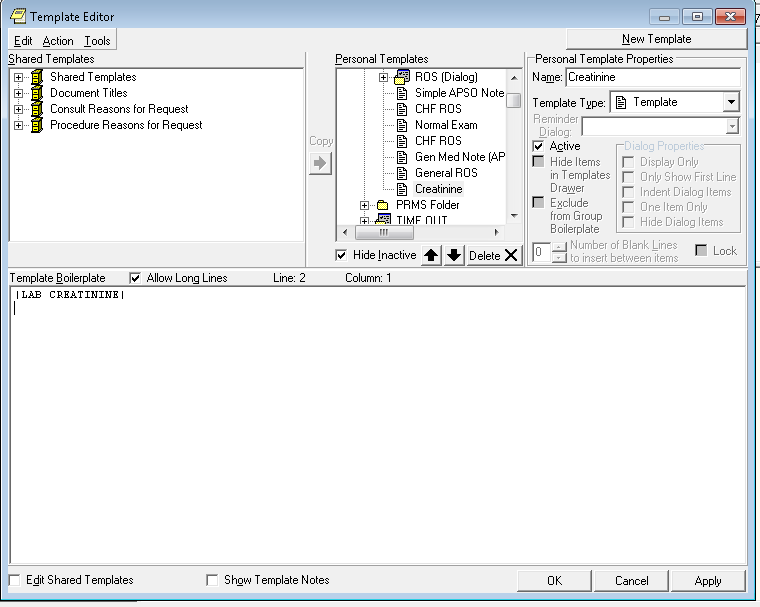 Template Editor
Edit Action Tools
New Template
Shared Templates
Shared Templates
Document Titles
Consult Reasons for Request
Procedure Reasons for Request
Copy
Personal Templates
ROS (Dialog)
Simple APSO Note
CHF ROS
Normal Exam
CHF ROS
Gen Med Note (AP
General ROS
Creatinine
PRMS Folder
TIME OUT
Hide Inactive
Delete
Personal Template Properties
Name: Creatinine
Template Type: Template
Reminder
Dialog:
Active
Hide Items
in Templates
Drawer
Exclude
from Group
Boilerplate
Dialog Properties
Display Only
Only Show First Line
Indent Dialog Items
One Item Only
Hide Dialog Items
0 Number of Blank Lines
to insert between items
Lock
Template Boilerplate Allow Long Lines Line: 2 Column: 1
|LAB CREATININE|
Edit Shared Templates Show Template Notes OK Cancel Apply